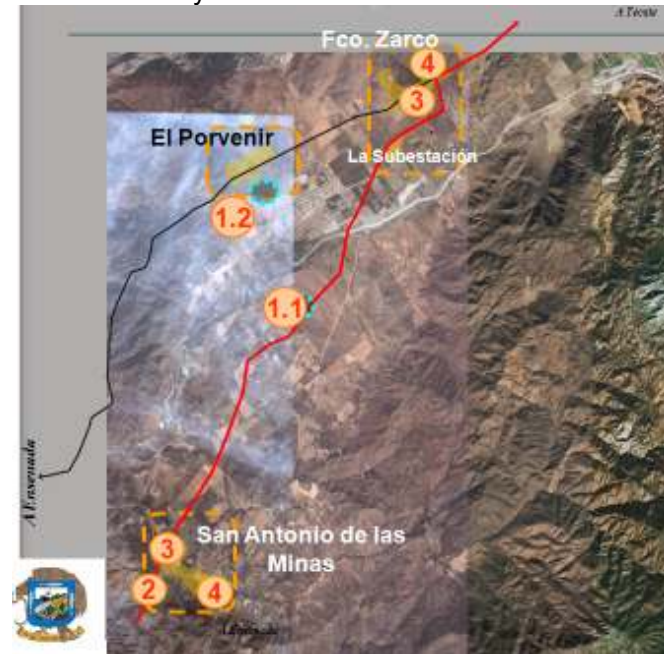 y
A Tecate
Fco. Zarco
4
3
El Porvenir
La Subestación
1.2
1.1
A Ensenada
San Antonio de las
Minas
3
2
4
A Ensenada